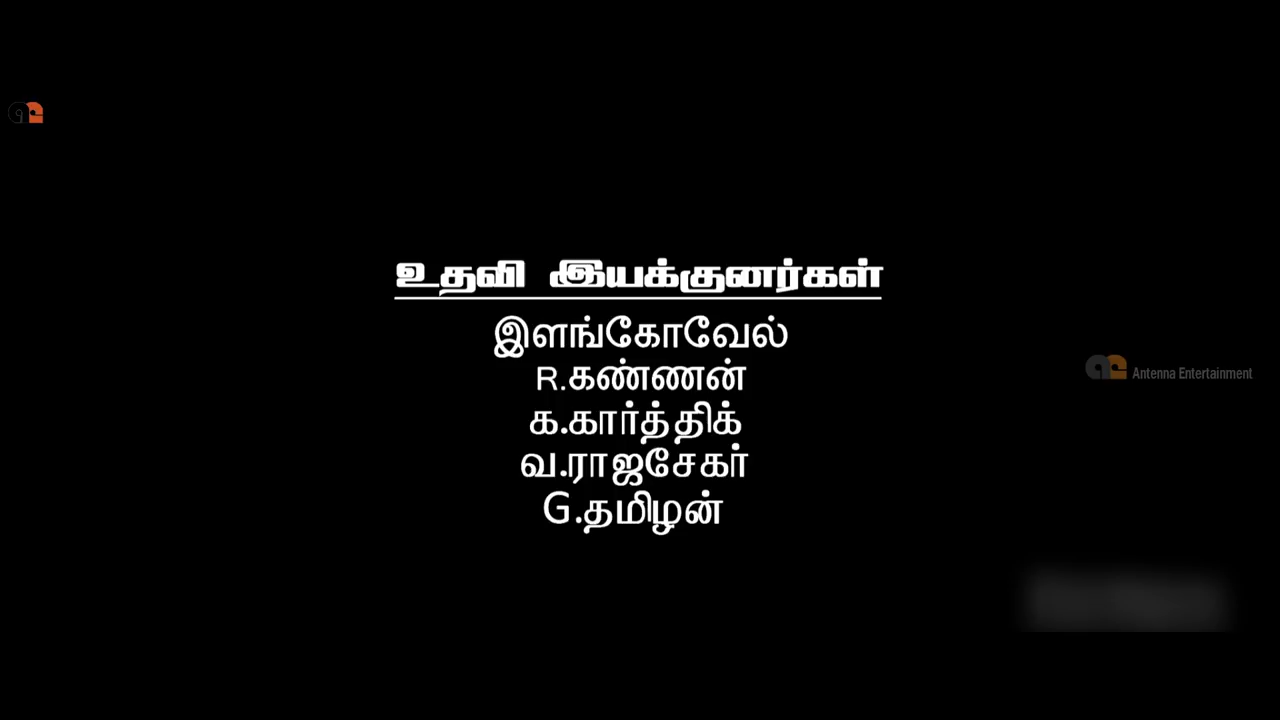 உதவி இயக்குனர்கள்
இளங்கோவேல்
R.கண்ணன்
க.கார்த்திக்
வ.ராஜசேகர்
G.தமிழன்
Antenna Entertainment